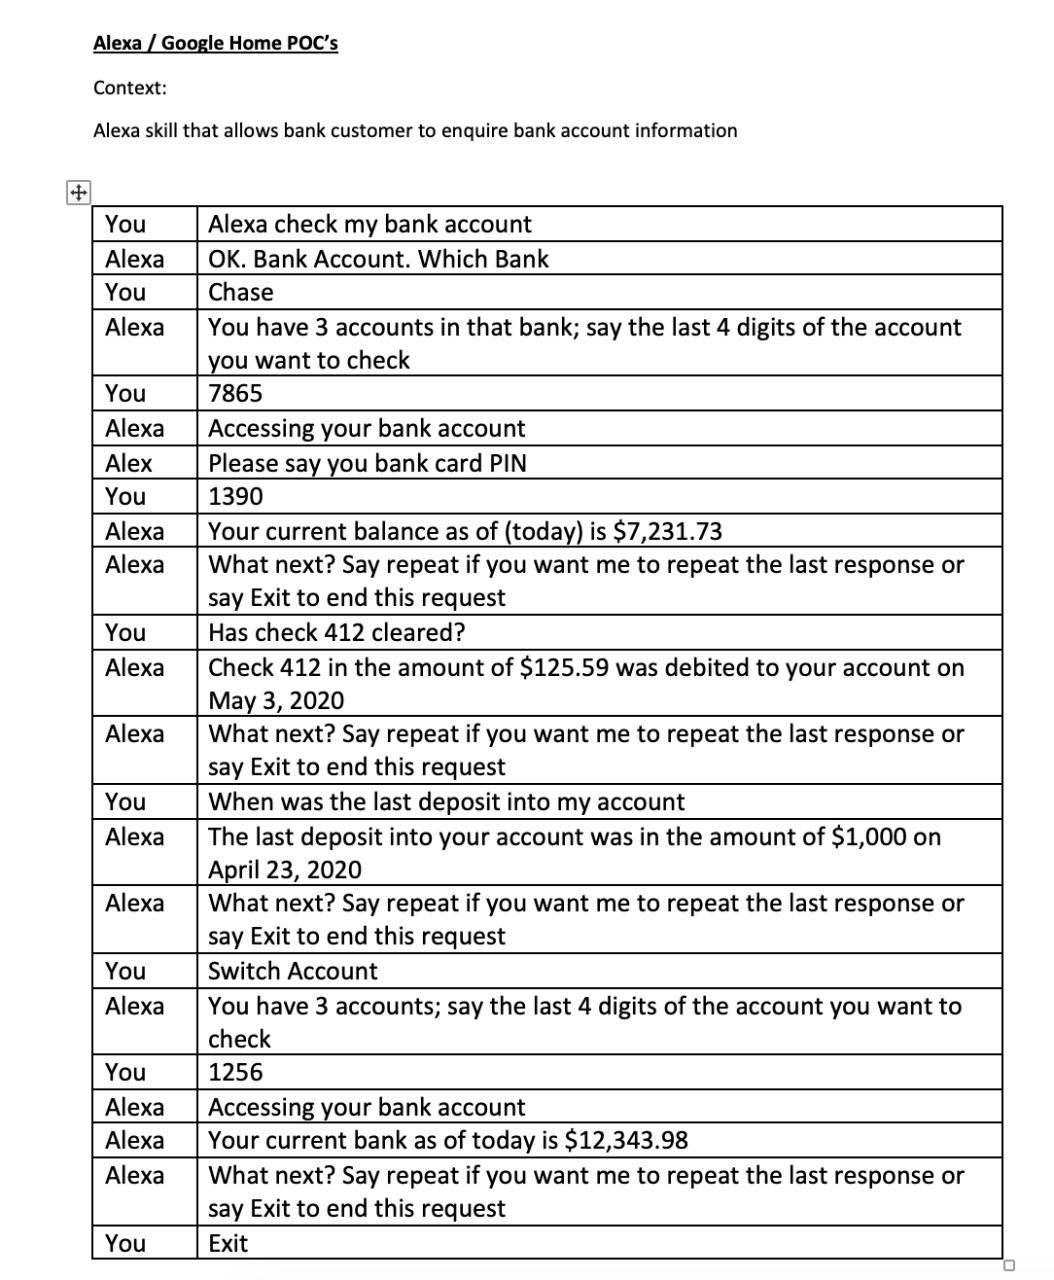 Alexa / Google Home POC's
Context:
Alexa skill that allows bank customer to enquire bank account information
You Alexa check my bank account
Alexa OK. Bank Account. Which Bank
You Chase
Alexa You have 3 accounts in that bank; say the last 4 digits of the account
you want to check
You 7865
Alexa Accessing your bank account
Alex Please say you bank card PIN
You 1390
Alexa Your current balance as of (today) is $7,231.73
Alexa What next? Say repeat if you want me to repeat the last response or
say Exit to end this request
You Has check 412 cleared?
Alexa Check 412 in the amount of $125.59 was debited to your account on
May 3, 2020
Alexa What next? Say repeat if you want me to repeat the last response or
say Exit to end this request
You When was the last deposit into my account
Alexa The last deposit into your account was in the amount of $1,000 on
April 23, 2020
Alexa What next? Say repeat if you want me to repeat the last response or
say Exit to end this request
You Switch Account
Alexa You have 3 accounts; say the last 4 digits of the account you want to
check
You 1256
Alexa Accessing your bank account
Alexa Your current bank as of today is $12,343.98
Alexa What next? Say repeat if you want me to repeat the last response or
say Exit to end this request
You Exit